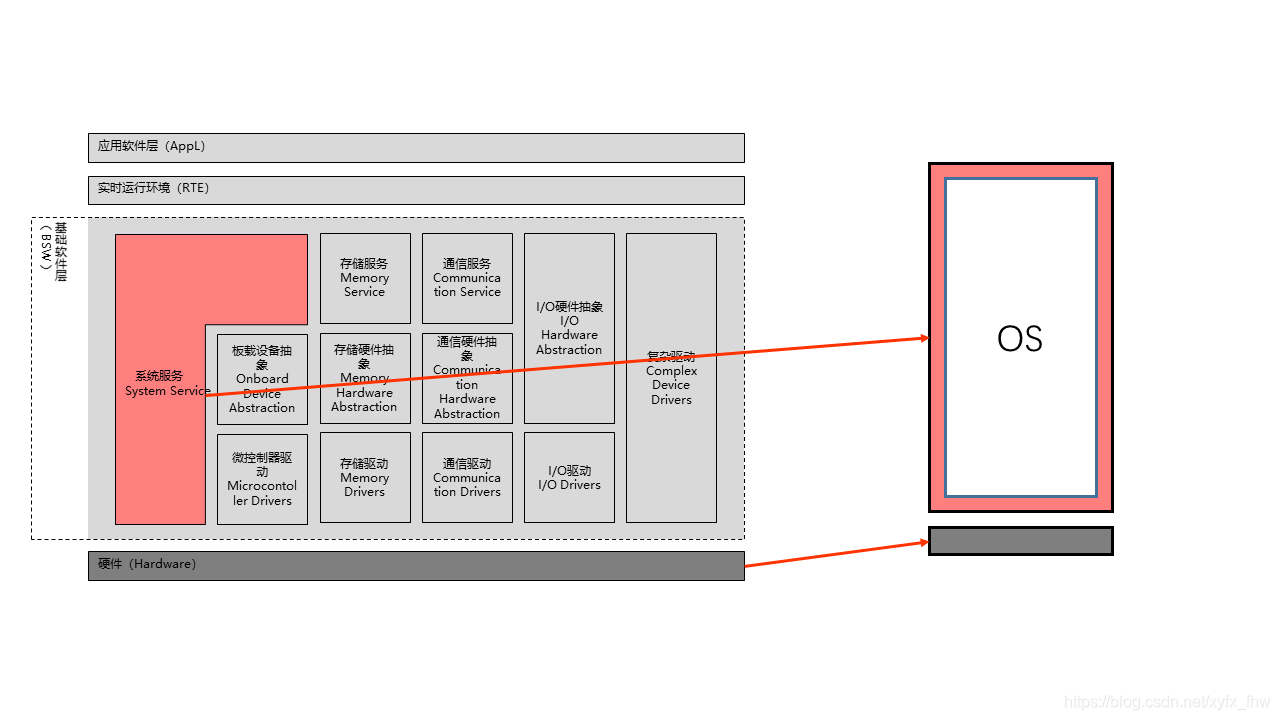 应用软件层（AppL）
实时运行环境（RTE）
基础软件层
（BSW）
系统服务
System Service
存储服务
Memory
Service
通信服务
Communica
tion Service
I/O硬件抽象
I/O
Hardware
Abstraction
复杂驱动
Complex
Device
Drivers
板载设备抽
象
Onboard
Device
Abstraction
存储硬件抽
象
Memory
Hardware
Abstraction
通信硬件抽
象
Communica
tion
Hardware
Abstraction
微控制器驱
动
Microcontol
ler Drivers
存储驱动
Memory
Drivers
通信驱动
Communica
tion Drivers
I/O驱动
I/O Drivers
硬件（Hardware）
OS
https://blog.csdn.net/xyfx_fhw